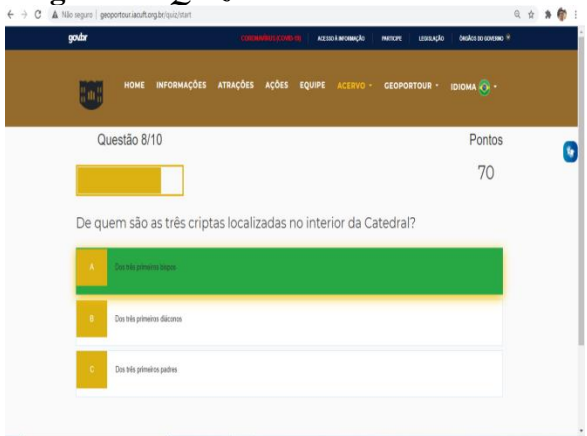 Não seguro | geoportour.iacuft.org.br/quiz/start
govbr CORONAVÍRUS (COVID-19) ACESSO À INFORMAÇÃO PARTICIPE LEGISLAÇÃO ÓRGÃOS DO GOVERNO
HOME INFORMAÇÕES ATRAÇÕES AÇÕES EQUIPE ACERVO GEOPORTOUR IDIOMA
Questão 8/10
Pontos
70
De quem são as três criptas localizadas no interior da Catedral?
A Dos três primeiros bispos
B Dos três primeiros diáconos
C Dos três primeiros padres